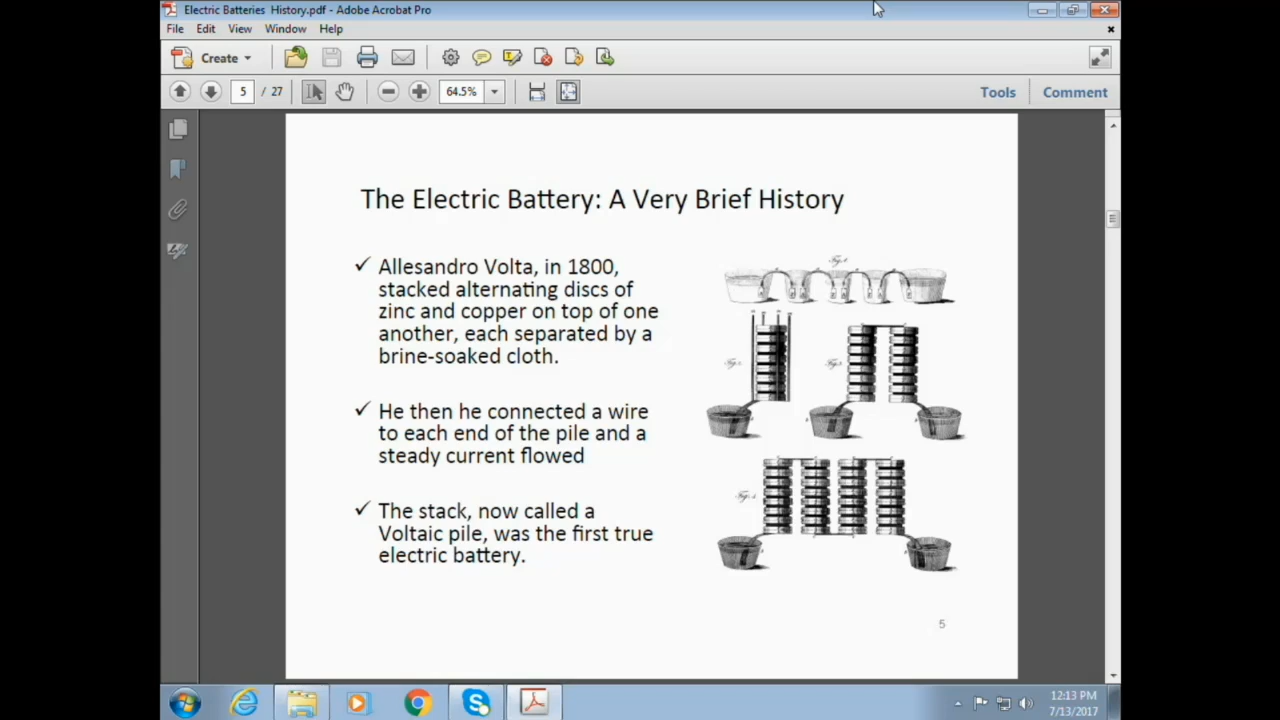 Electric Batteries History.pdf - Adobe Acrobat Pro
File Edit View Window Help
Create
5 / 27 64.5% Tools Comment
The Electric Battery: A Very Brief History
✓ Allesandro Volta, in 1800,
stacked alternating discs of
zinc and copper on top of one
another, each separated by a
brine-soaked cloth.
✓ He then he connected a wire
to each end of the pile and a
steady current flowed
✓ The stack, now called a
Voltaic pile, was the first true
electric battery.
5
12:13 PM
7/13/2017